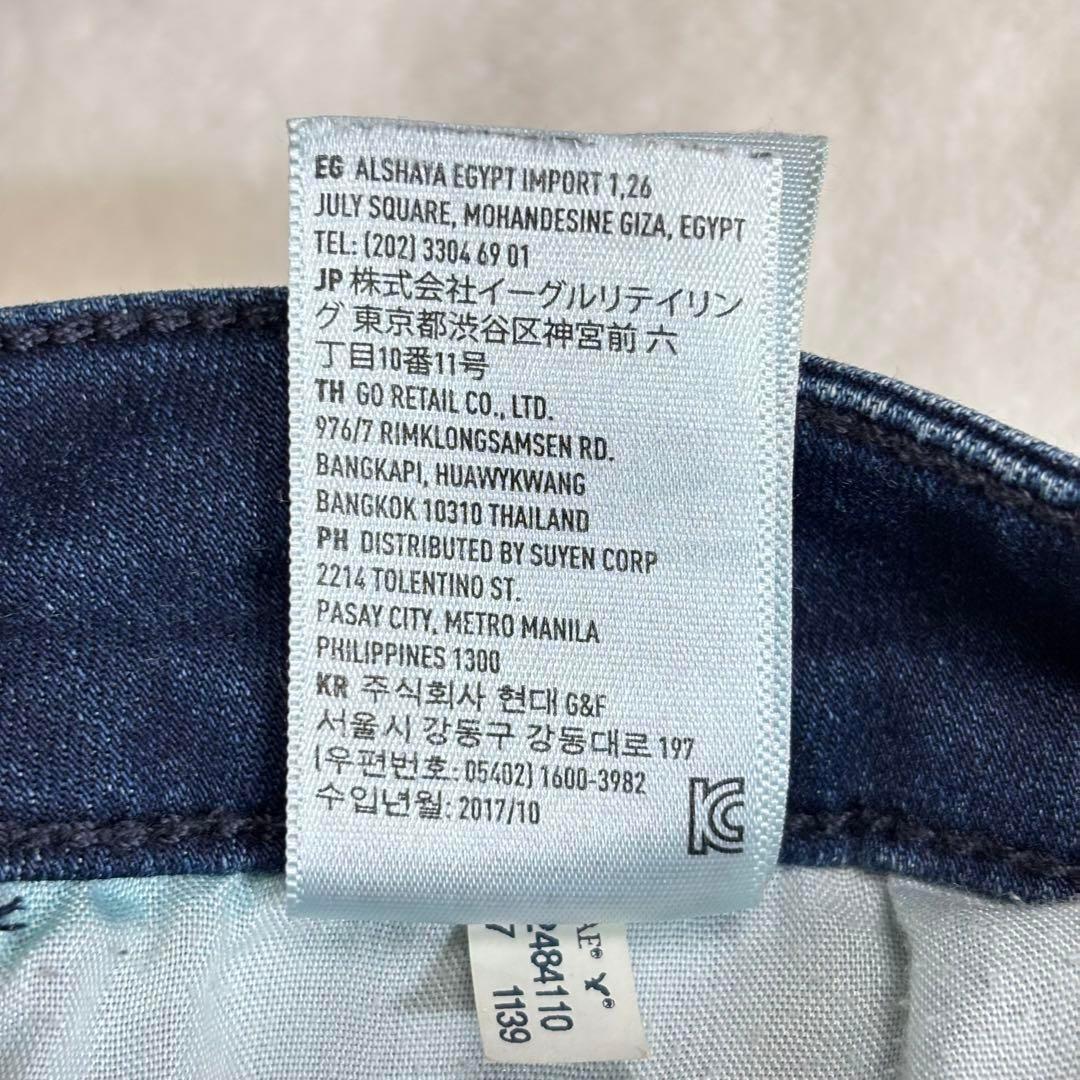 EG ALSHAYA EGYPT IMPORT 1,26
JULY SQUARE, MOHANDESINE GIZA, EGYPT
TEL: (202) 3304 69 01
JP 株式会社イーグルリテイリン
グ 東京都渋谷区神宮前 六
丁目10番11号
TH GO RETAIL CO., LTD.
976/7 RIMKLONGSAMSEN RD.
BANGKAPI, HUAWYKWANG
BANGKOK 10310 THAILAND
PH DISTRIBUTED BY SUYEN CORP
2214 TOLENTINO ST.
PASAY CITY, METRO MANILA
PHILIPPINES 1300
KR 주식회사 현대 G&F
서울시 강동구 강동대로 197
(우편번호: 05402) 1600-3982
수입년월: 2017/10
KC
484110
1139